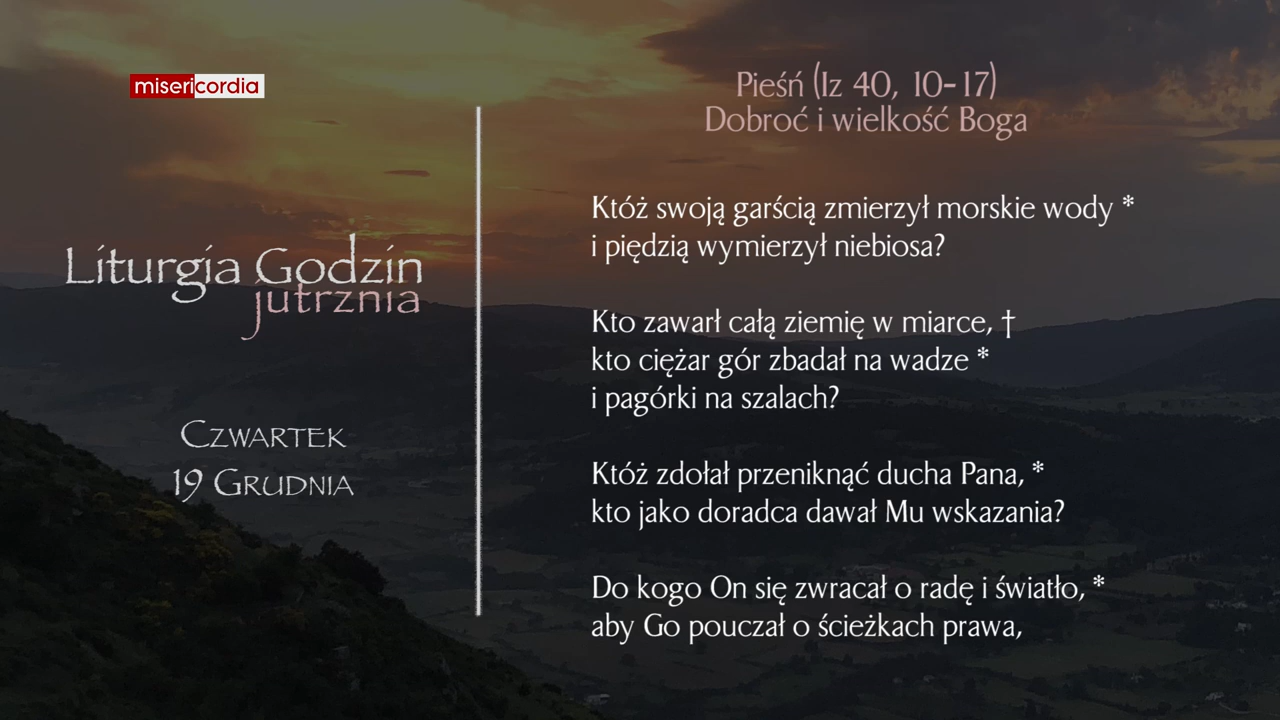 misericordia
Liturgia Godzin
jutrznia
Czwartek
19 Grudnia
Pieśń (Iz 40, 10-17)
Dobroć i wielkość Boga
Któż swoją garścią zmierzył morskie wody *
i piędzią wymierzył niebiosa?
Kto zawarł całą ziemię w miarce, †
kto ciężar gór zbadał na wadze *
i pagórki na szalach?
Któż zdołał przeniknąć ducha Pana, *
kto jako doradca dawał Mu wskazania?
Do kogo On się zwracał o radę i światło, *
aby Go pouczał o ścieżkach prawa,